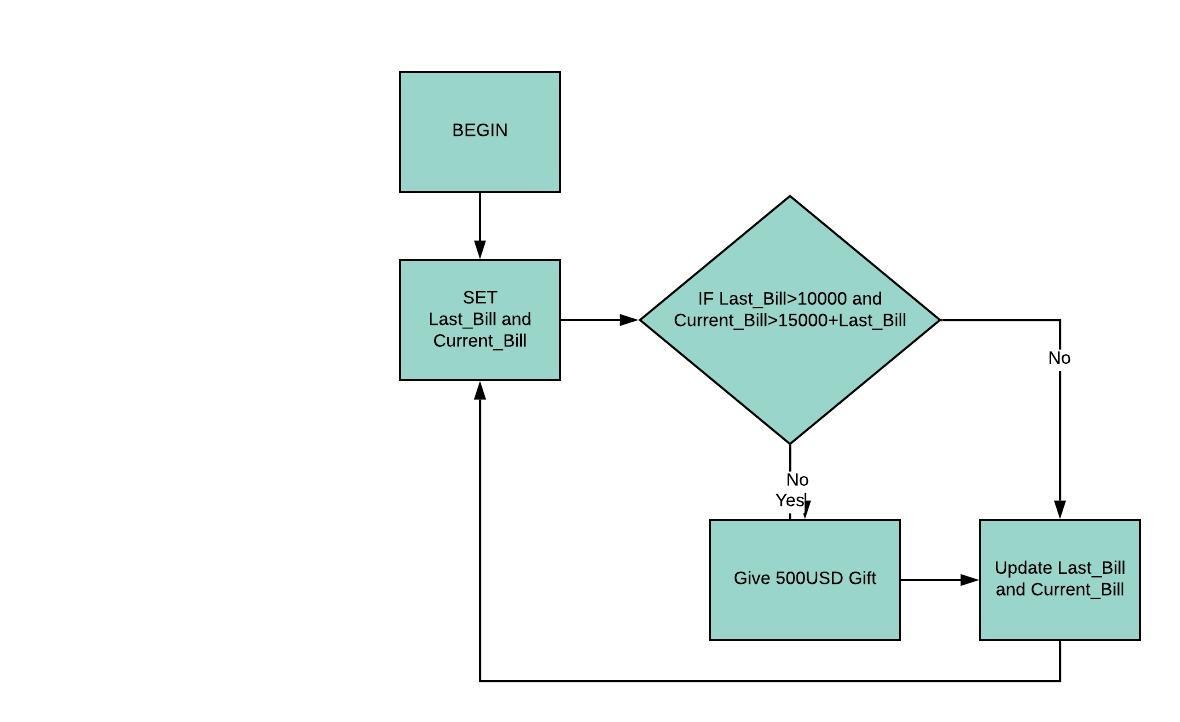 BEGIN
SET
Last_Bill and
Current_Bill
IF Last_Bill>10000 and
Current_Bill>15000+Last_Bill
No
No
Yes
Give 500USD Gift
Update Last_Bill
and Current_Bill